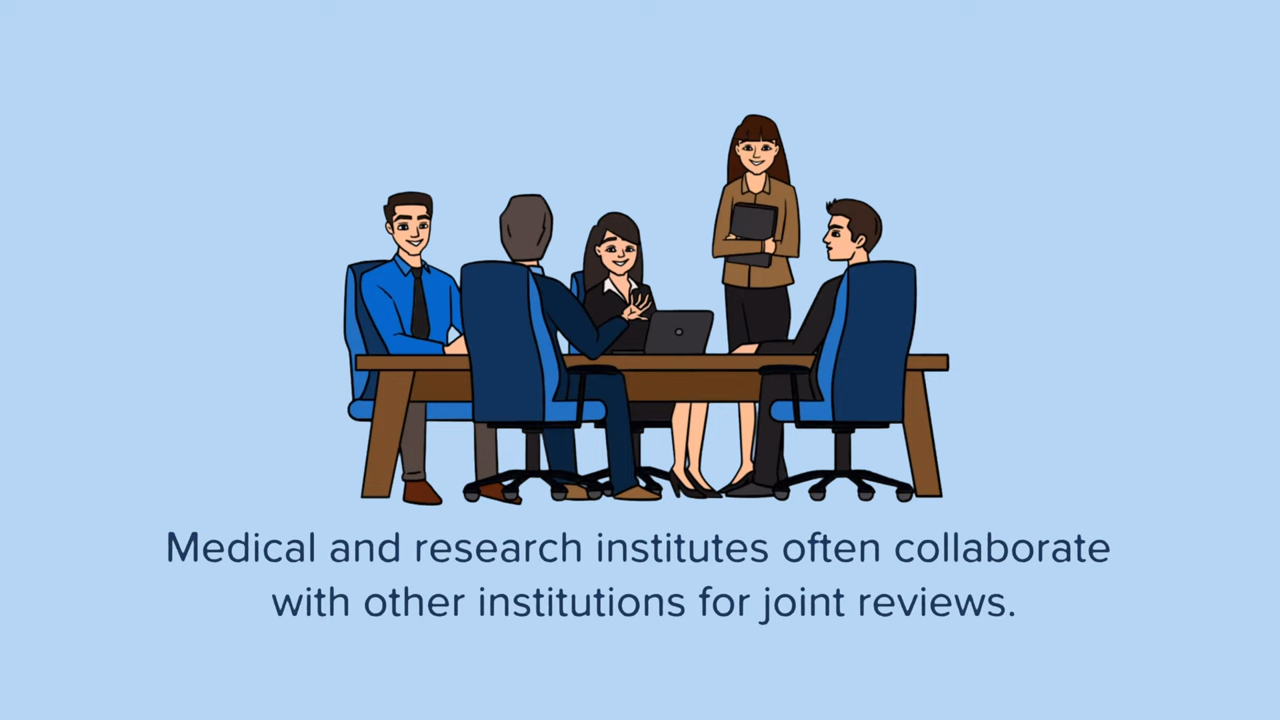 Medical and research institutes often collaborate
with other institutions for joint reviews.